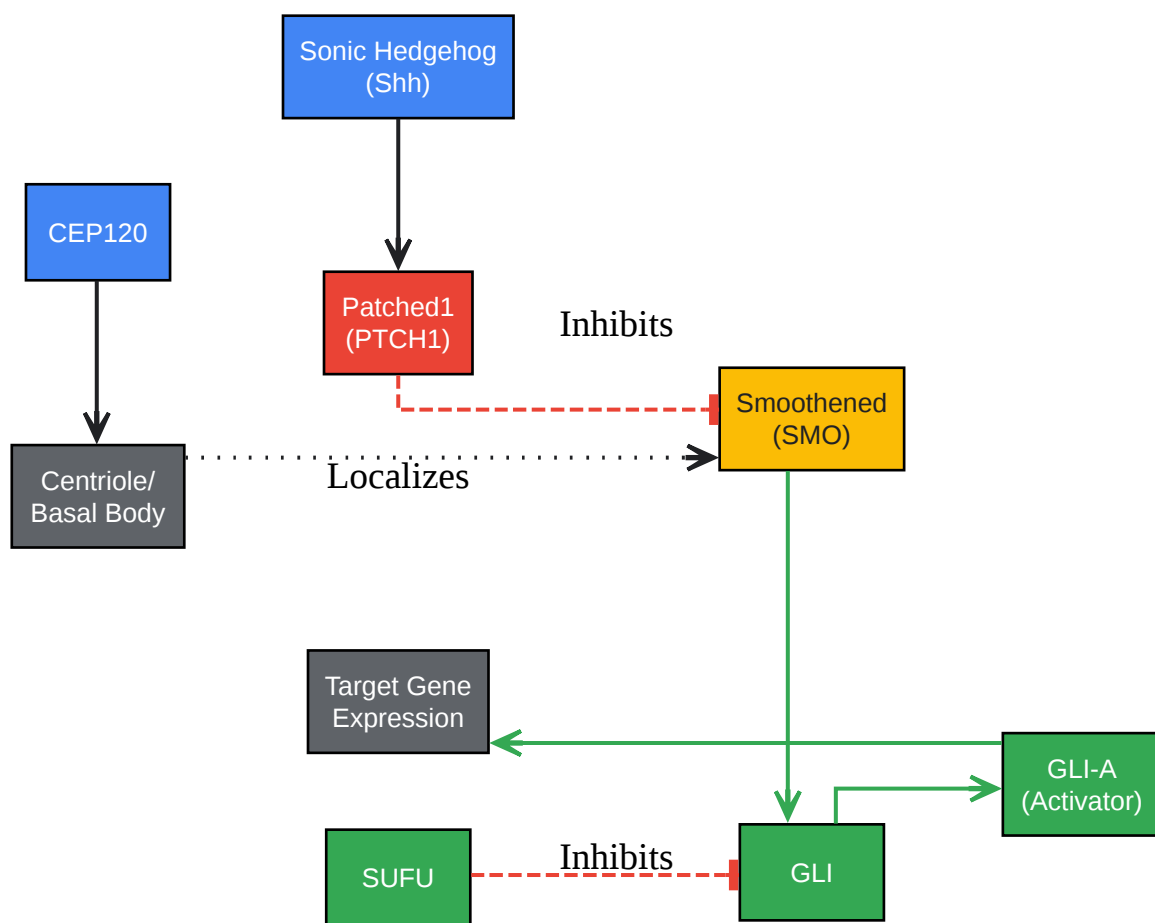 Sonic Hedgehog
(Shh)
CEP120
Patched1
(PTCH1)
Inhibits
Smoothened
(SMO)
Centriole/
Basal Body
Localizes
Target Gene
Expression
GLI-A
(Activator)
SUFU
Inhibits
GLI